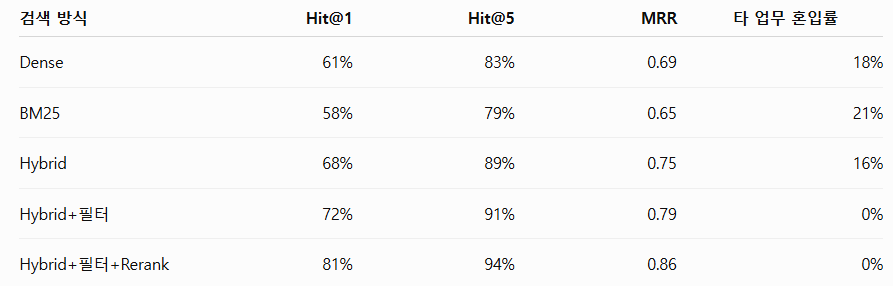 검색 방식 Hit@1 Hit@5 MRR 타 업무 혼입률
Dense 61% 83% 0.69 18%
BM25 58% 79% 0.65 21%
Hybrid 68% 89% 0.75 16%
Hybrid+필터 72% 91% 0.79 0%
Hybrid+필터+Rerank 81% 94% 0.86 0%